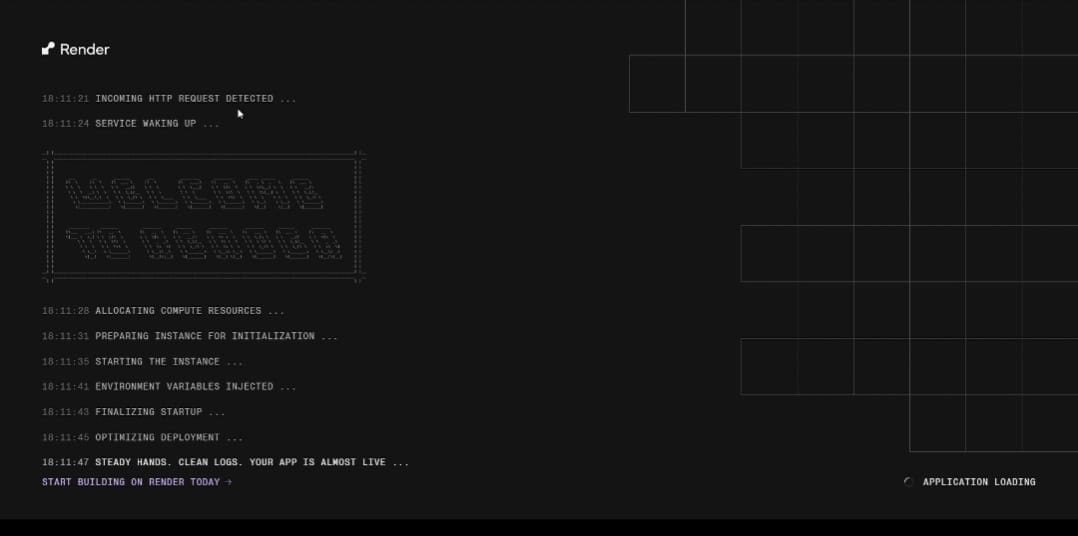 Render
18:11:21 INCOMING HTTP REQUEST DETECTED ...
18:11:24 SERVICE WAKING UP ...
WELCOME
TO RENDER
18:11:28 ALLOCATING COMPUTE RESOURCES ...
18:11:31 PREPARING INSTANCE FOR INITIALIZATION ...
18:11:35 STARTING THE INSTANCE ...
18:11:41 ENVIRONMENT VARIABLES INJECTED ...
18:11:43 FINALIZING STARTUP ...
18:11:45 OPTIMIZING DEPLOYMENT ...
18:11:47 STEADY HANDS. CLEAN LOGS. YOUR APP IS ALMOST LIVE ...
START BUILDING ON RENDER TODAY →
APPLICATION LOADING